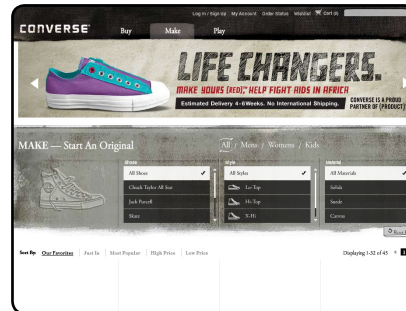 Log in / Sign Up My Account Order Status Wishlist Cart (0)
CONVERSE
Buy Make Play
LIFE CHANGERS.
MAKE YOURS (RED),™ HELP FIGHT AIDS IN AFRICA
Estimated Delivery 4-6 Weeks. No International Shipping.
CONVERSE IS A PROUD
PARTNER OF (PRODUCT)
MAKE — Start An Original
All / Mens / Womens / Kids
Shoes
All Shoes
Chuck Taylor All Star
Jack Purcell
Skate
Style
All Styles
Lo-Top
Hi-Top
X-Hi
Material
All Materials
Solids
Suede
Canvas
Sort By: Our Favorites Just In Most Popular High Price Low Price
Displaying 1-32 of 45